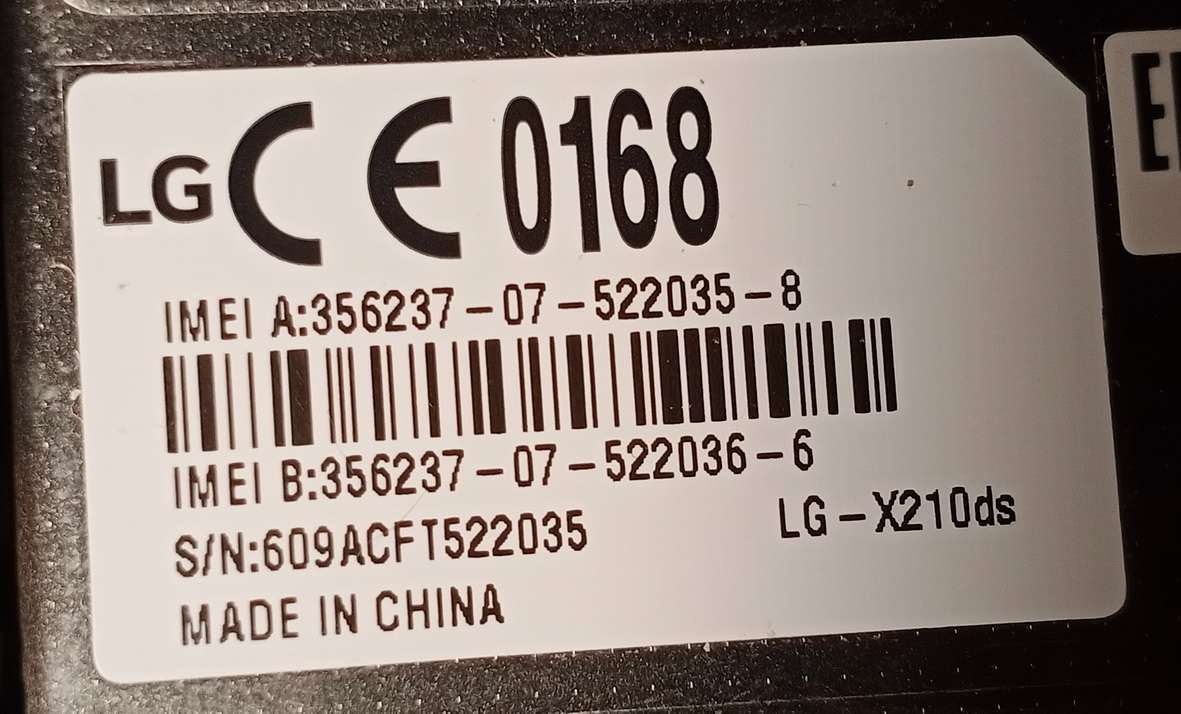 LG CE 0168
IMEI A:356237-07-522035-8
IMEI B:356237-07-522036-6
S/N:609ACFT522035
LG-X210ds
MADE IN CHINA